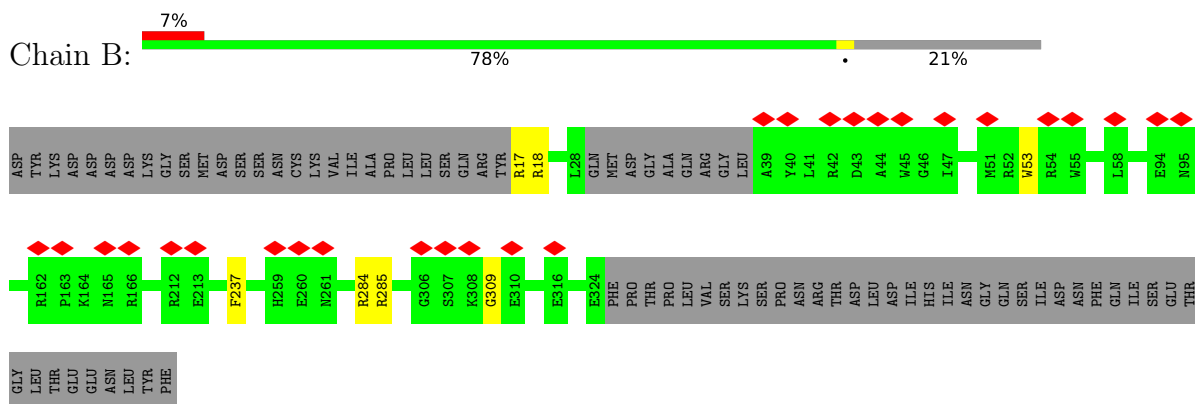 7%
Chain B:
78% • 21%
ASP TYR LYS ASP ASP ASP ASP LYS GLY SER MET ASP SER SER ASN CYS LYS VAL ILE ALA PRO LEU LEU SER GLN ARG TYR R17 R18 L28 GLN MET ASP GLY ALA GLN ARG GLY LEU A39 Y40 L41 R42 D43 A44 W45 G46 I47 M51 R52 W53 R54 W55 L58 E94 N95
R162 P163 K164 N165 R166 R212 E213 F237 H259 E260 N261 R284 R285 G306 S307 K308 G309 E310 E316 E324 PHE PRO THR PRO LEU VAL SER LYS SER PRO ASN ARG THR ASP LEU ASP ILE HIS ILE ASN GLY GLN SER ILE ASP ASN PHE GLN ILE SER GLU THR
GLY LEU THR GLU GLU ASN LEU TYR PHE